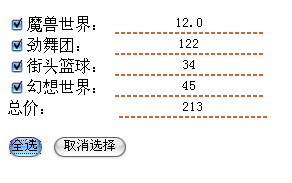 魔兽世界： 12.0
劲舞团： 122
街头篮球： 34
幻想世界： 45
总价： 213
全选 取消选择